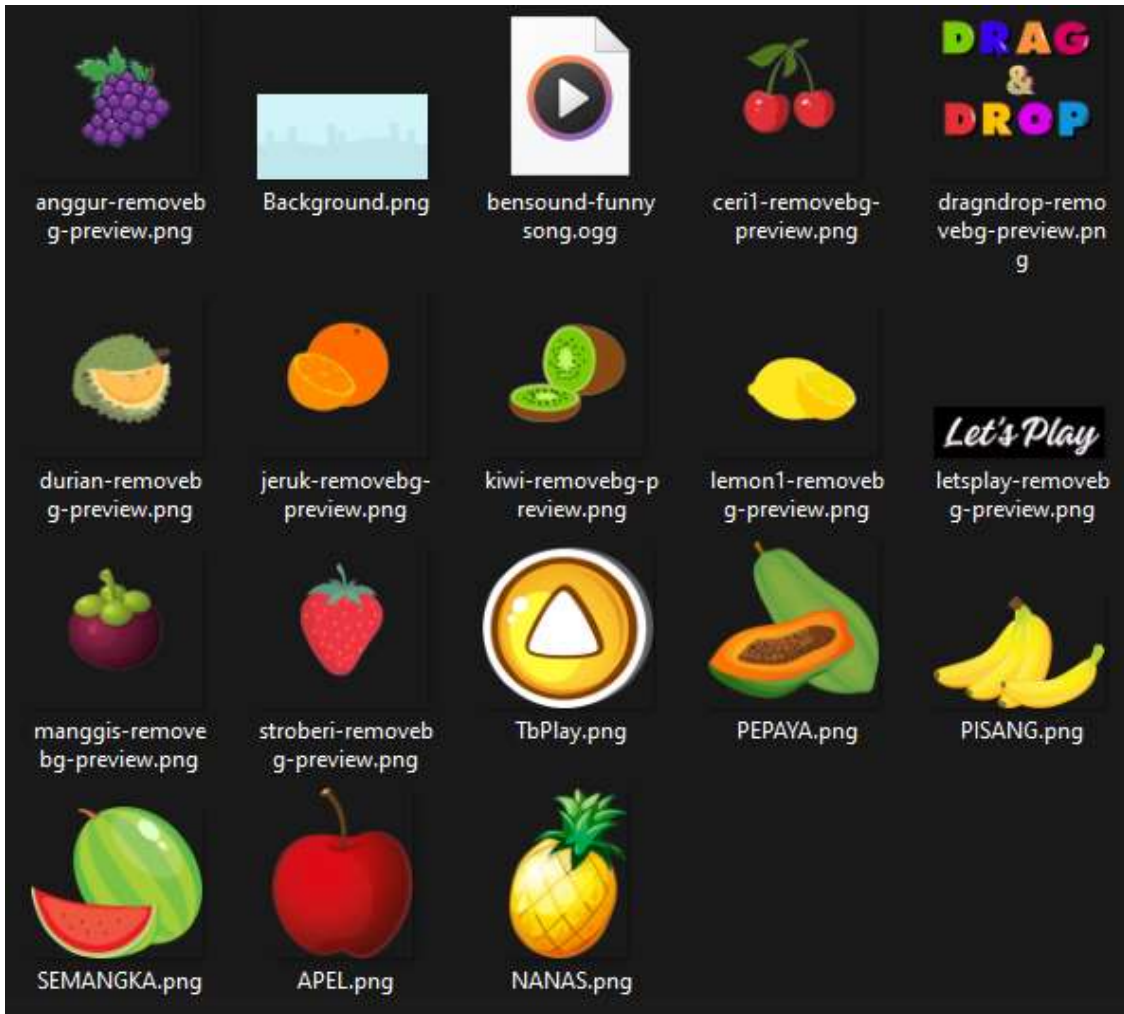 DRAG
&
DROP
anggur-removeb
g-preview.png
Background.png
bensound-funny
song.ogg
ceri1-removebg-
preview.png
dragndrop-remo
vebg-preview.pn
g
Let's Play
durian-removeb
g-preview.png
jeruk-removebg-
preview.png
kiwi-removebg-p
review.png
lemon1-removeb
g-preview.png
letsplay-removeb
g-preview.png
manggis-remove
bg-preview.png
stroberi-removeb
g-preview.png
TbPlay.png
PEPAYA.png
PISANG.png
SEMANGKA.png
APEL.png
NANAS.png